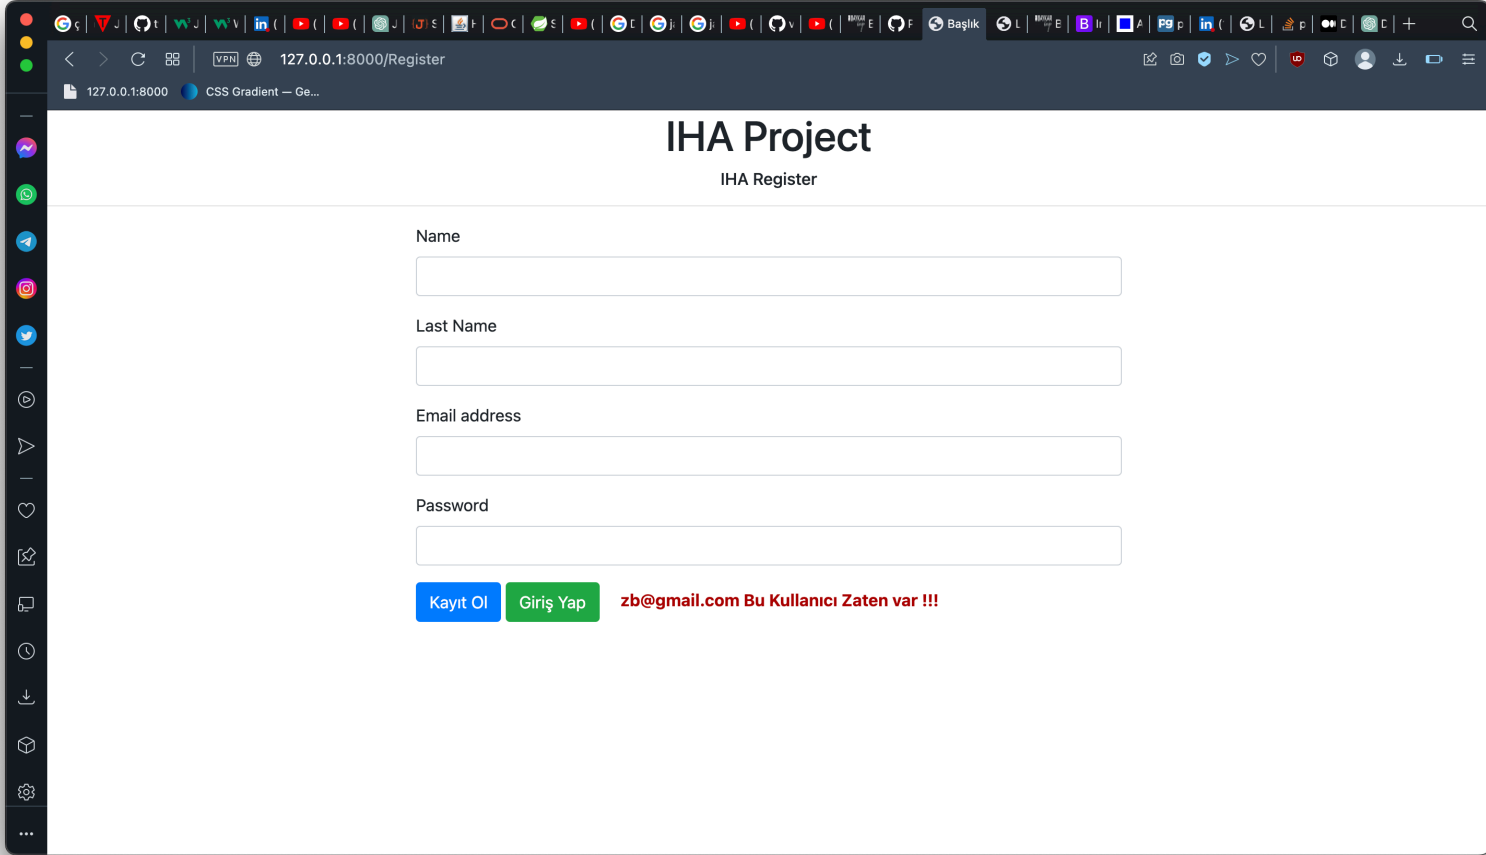 Başlık
VPN
127.0.0.1:8000/Register
127.0.0.1:8000
CSS Gradient — Ge...
IHA Project
IHA Register
Name
Last Name
Email address
Password
Kayıt Ol
Giriş Yap
zb@gmail.com Bu Kullanıcı Zaten var !!!